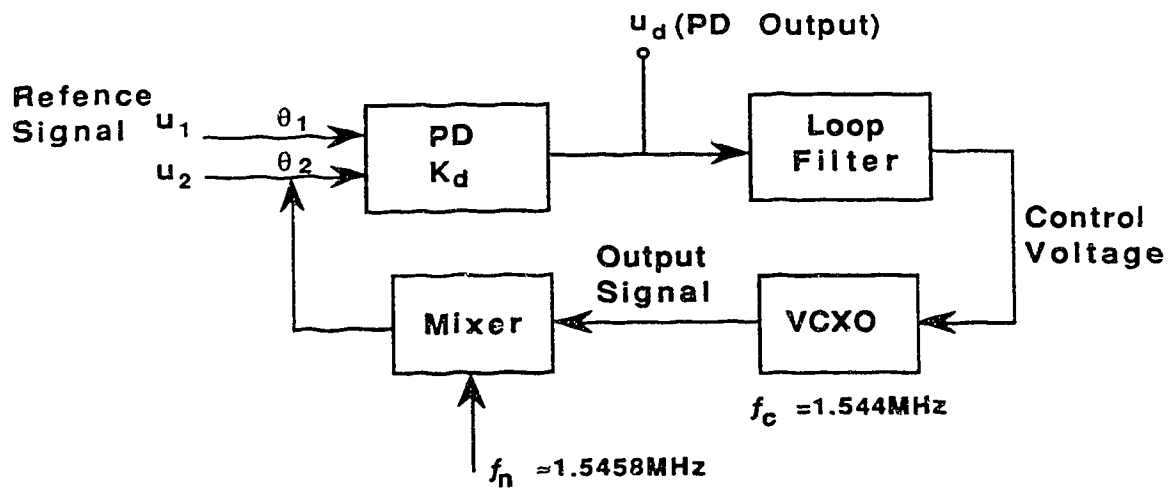 u_d (PD Output)
Refence
Signal
u_1
θ_1
u_2
θ_2
PD
K_d
Loop
Filter
Control
Voltage
Output
Signal
Mixer
VCXO
f_c =1.544MHz
f_n ≈1.5458MHz